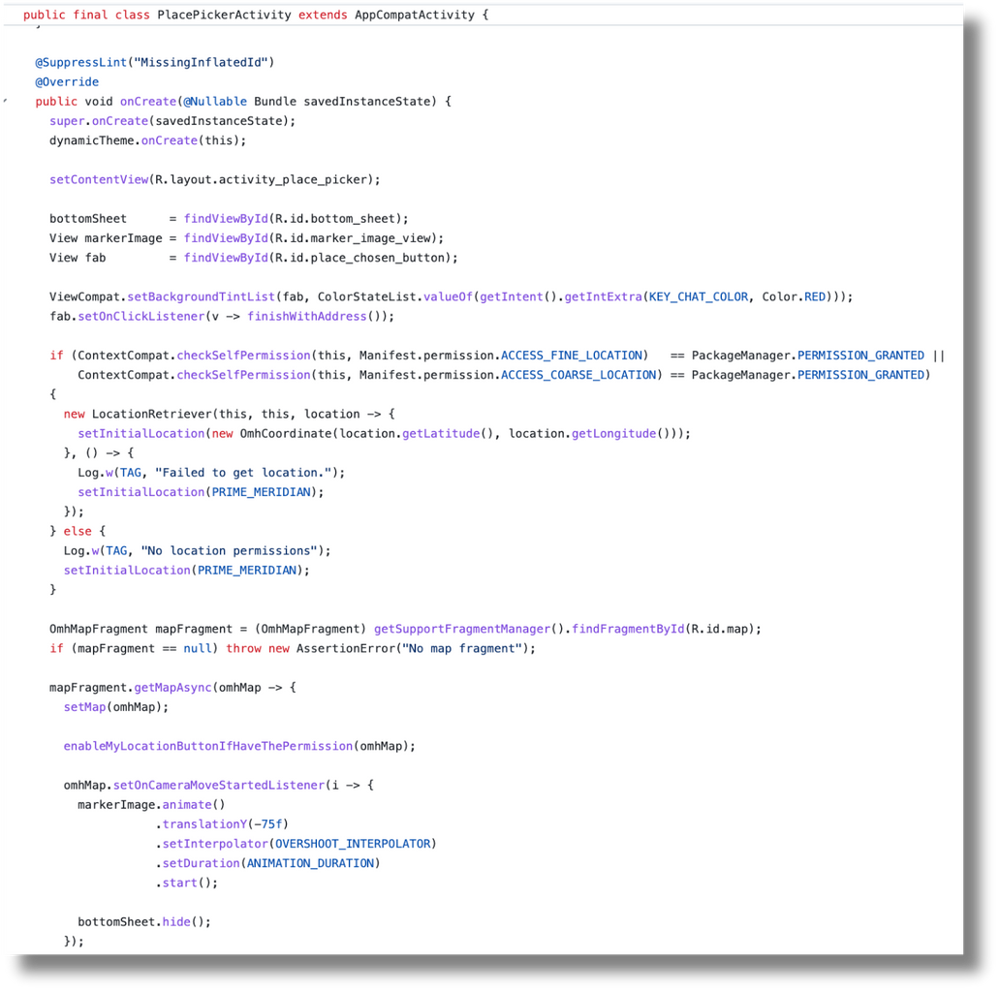 public final class PlacePickerActivity extends AppCompatActivity {
}
@SuppressLint("MissingInflatedId")
@Override
public void onCreate(@Nullable Bundle savedInstanceState) {
super.onCreate(savedInstanceState);
dynamicTheme.onCreate(this);
setContentView(R.layout.activity_place_picker);
bottomSheet      = findViewById(R.id.bottom_sheet);
View markerImage = findViewById(R.id.marker_image_view);
View fab         = findViewById(R.id.place_chosen_button);
ViewCompat.setBackgroundTintList(fab, ColorStateList.valueOf(getIntent().getIntExtra(KEY_CHAT_COLOR, Color.RED)));
fab.setOnClickListener(v -> finishWithAddress());
if (ContextCompat.checkSelfPermission(this, Manifest.permission.ACCESS_FINE_LOCATION)   == PackageManager.PERMISSION_GRANTED ||
ContextCompat.checkSelfPermission(this, Manifest.permission.ACCESS_COARSE_LOCATION) == PackageManager.PERMISSION_GRANTED)
{
new LocationRetriever(this, this, location -> {
setInitialLocation(new OmhCoordinate(location.getLatitude(), location.getLongitude()));
}, () -> {
Log.w(TAG, "Failed to get location.");
setInitialLocation(PRIME_MERIDIAN);
});
} else {
Log.w(TAG, "No location permissions");
setInitialLocation(PRIME_MERIDIAN);
}
OmhMapFragment mapFragment = (OmhMapFragment) getSupportFragmentManager().findFragmentById(R.id.map);
if (mapFragment == null) throw new AssertionError("No map fragment");
mapFragment.getMapAsync(omhMap -> {
setMap(omhMap);
enableMyLocationButtonIfHaveThePermission(omhMap);
omhMap.setOnCameraMoveStartedListener(i -> {
markerImage.animate()
.translationY(-75f)
.setInterpolator(OVERSHOOT_INTERPOLATOR)
.setDuration(ANIMATION_DURATION)
.start();
bottomSheet.hide();
});